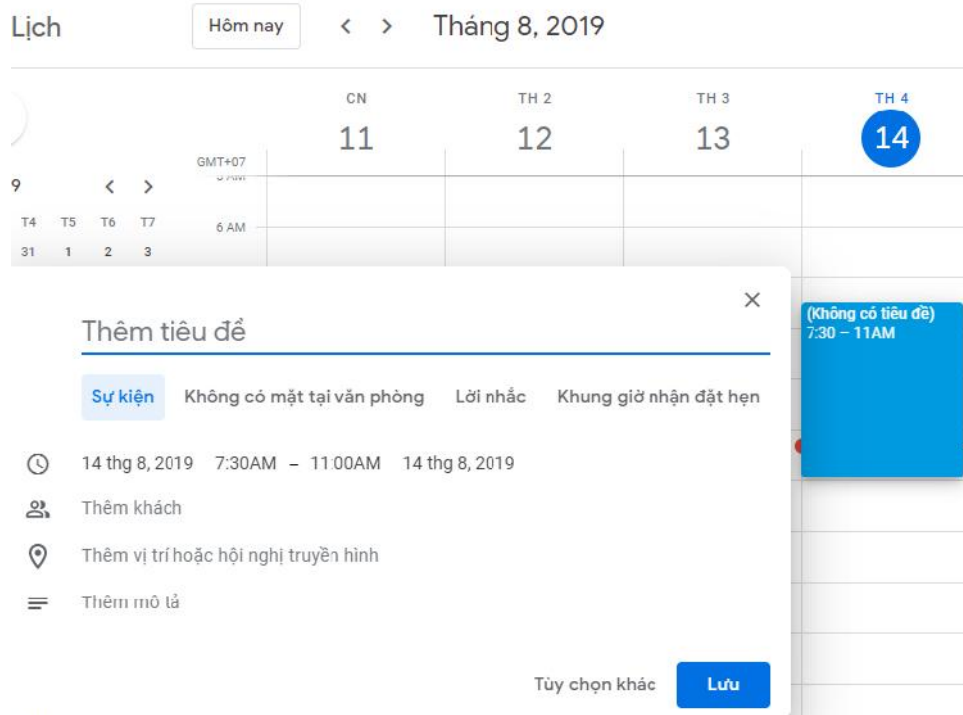 Lịch Hôm nay < > Tháng 8, 2019
CN TH 2 TH 3 TH 4
11 12 13 14
GMT+07
9 < >
T4 T5 T6 T7 6 AM
31 1 2 3
Thêm tiêu đề
(Không có tiêu đề)
7:30 – 11AM
Sự kiện Không có mặt tại văn phòng Lời nhắc Khung giờ nhận đặt hẹn
14 thg 8, 2019 7:30AM – 11:00AM 14 thg 8, 2019
Thêm khách
Thêm vị trí hoặc hội nghị truyền hình
Thêm mô tả
Tùy chọn khác Lưu